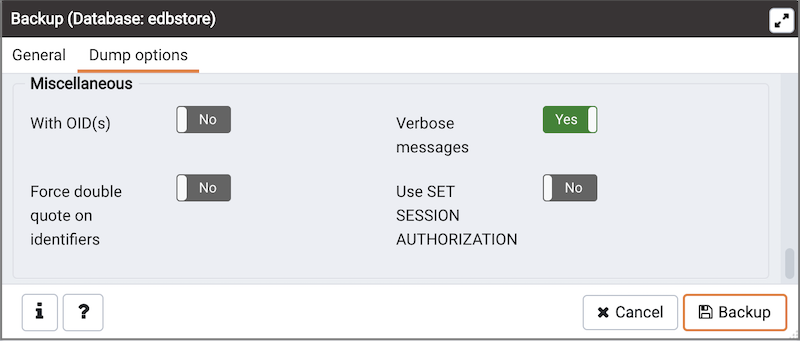 Backup (Database: edbstore)
General Dump options
Miscellaneous
With OID(s) No
Verbose messages Yes
Force double quote on identifiers No
Use SET SESSION AUTHORIZATION No
i ? Cancel Backup